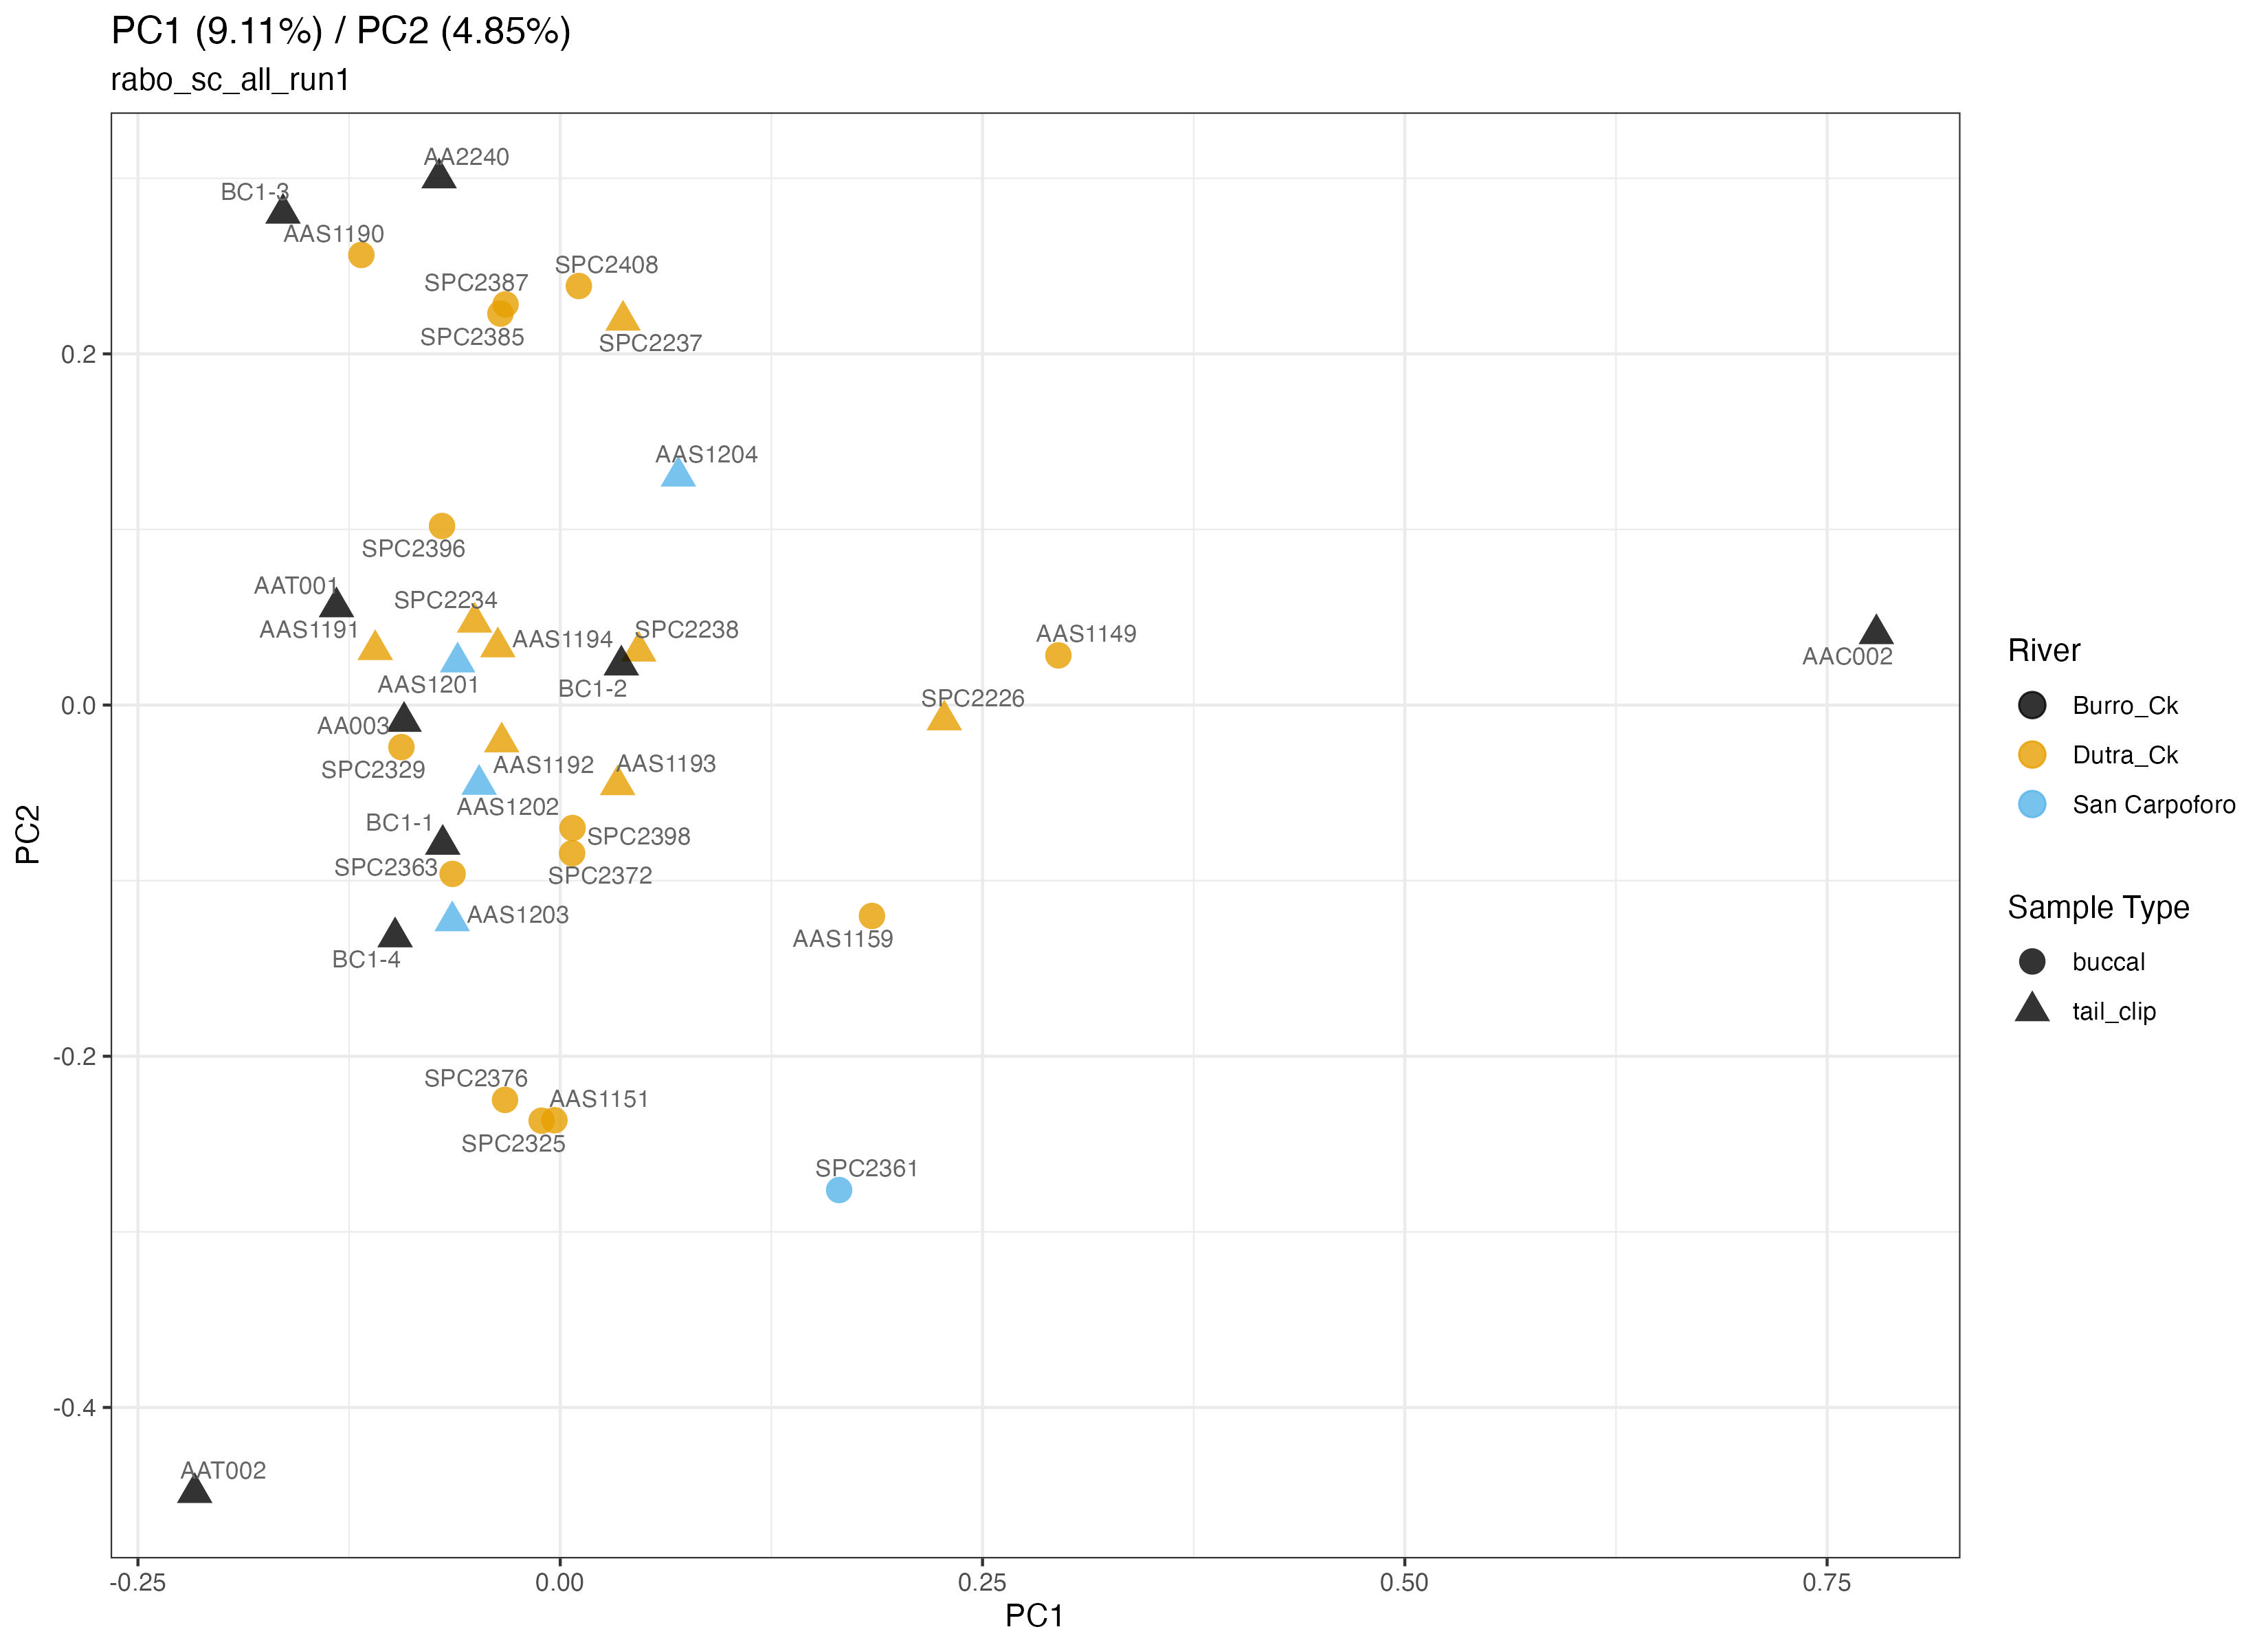 PC1 (9.11%) / PC2 (4.85%)
rabo_sc_all_run1
AA2240
BC1-3
AAS1190
SPC2408
SPC2387
SPC2385
SPC2237
0.2
AAS1204
SPC2396
AAT001
SPC2234
AAS1191
AAS1194
SPC2238
AAS1149
AAC002
AAS1201
BC1-2
SPC2226
0.0
AA003
SPC2329
AAS1192
AAS1193
AAS1202
BC1-1
SPC2398
SPC2363
SPC2372
AAS1203
AAS1159
BC1-4
-0.2
SPC2376
AAS1151
SPC2325
SPC2361
-0.4
AAT002
PC2
-0.25
0.00
0.25
0.50
0.75
PC1
River
Burro_Ck
Dutra_Ck
San Carpoforo
Sample Type
buccal
tail_clip